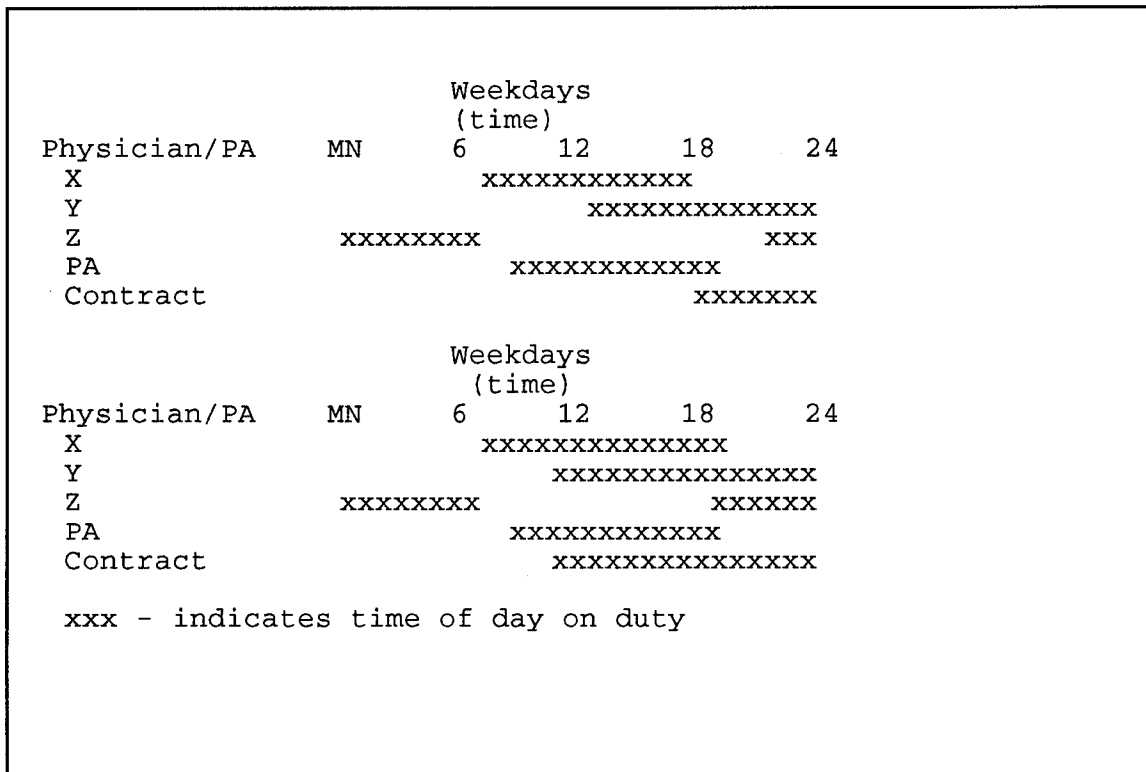 Weekdays
(time)
Physician/PA MN 6 12 18 24
X xxxxxxxxxxxx
Y xxxxxxxxxxxxx
Z xxxxxxxx xxx
PA xxxxxxxxxxxx
Contract xxxxxxx
Weekdays
(time)
Physician/PA MN 6 12 18 24
X xxxxxxxxxxxxxx
Y xxxxxxxxxxxxxxx
Z xxxxxxxx xxxxxx
PA xxxxxxxxxxxx
Contract xxxxxxxxxxxxxxx
xxx - indicates time of day on duty